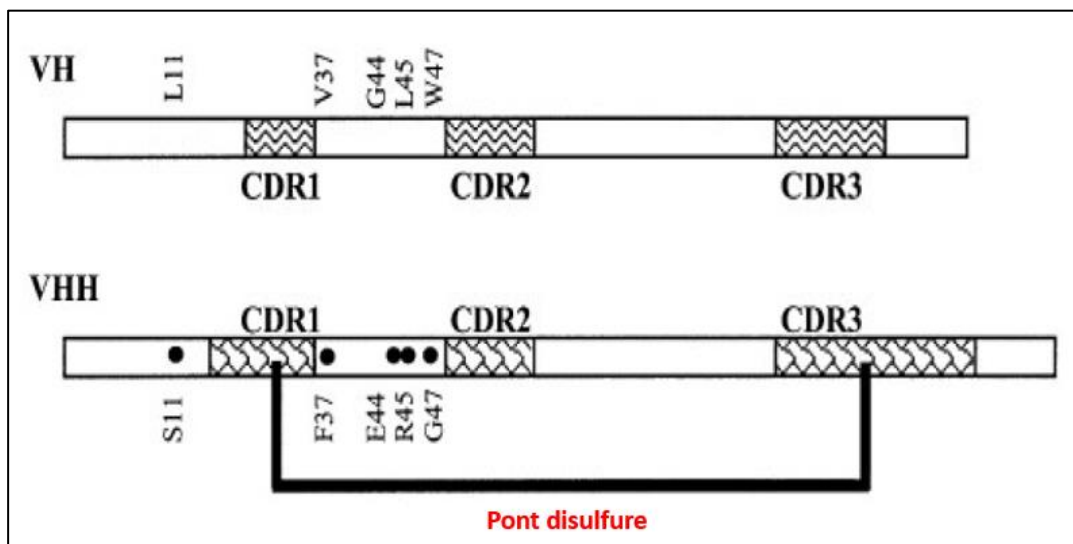 VH
L11 V37 G44 L45 W47
CDR1 CDR2 CDR3
VHH
CDR1 CDR2 CDR3
S11 F37 E44 R45 G47
Pont disulfure